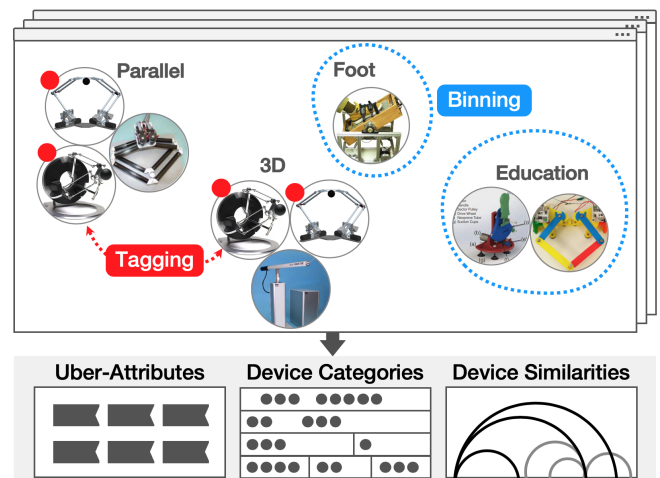 Parallel
Foot
Binning
3D
Education
Tagging
Uber-Attributes
Device Categories
Device Similarities